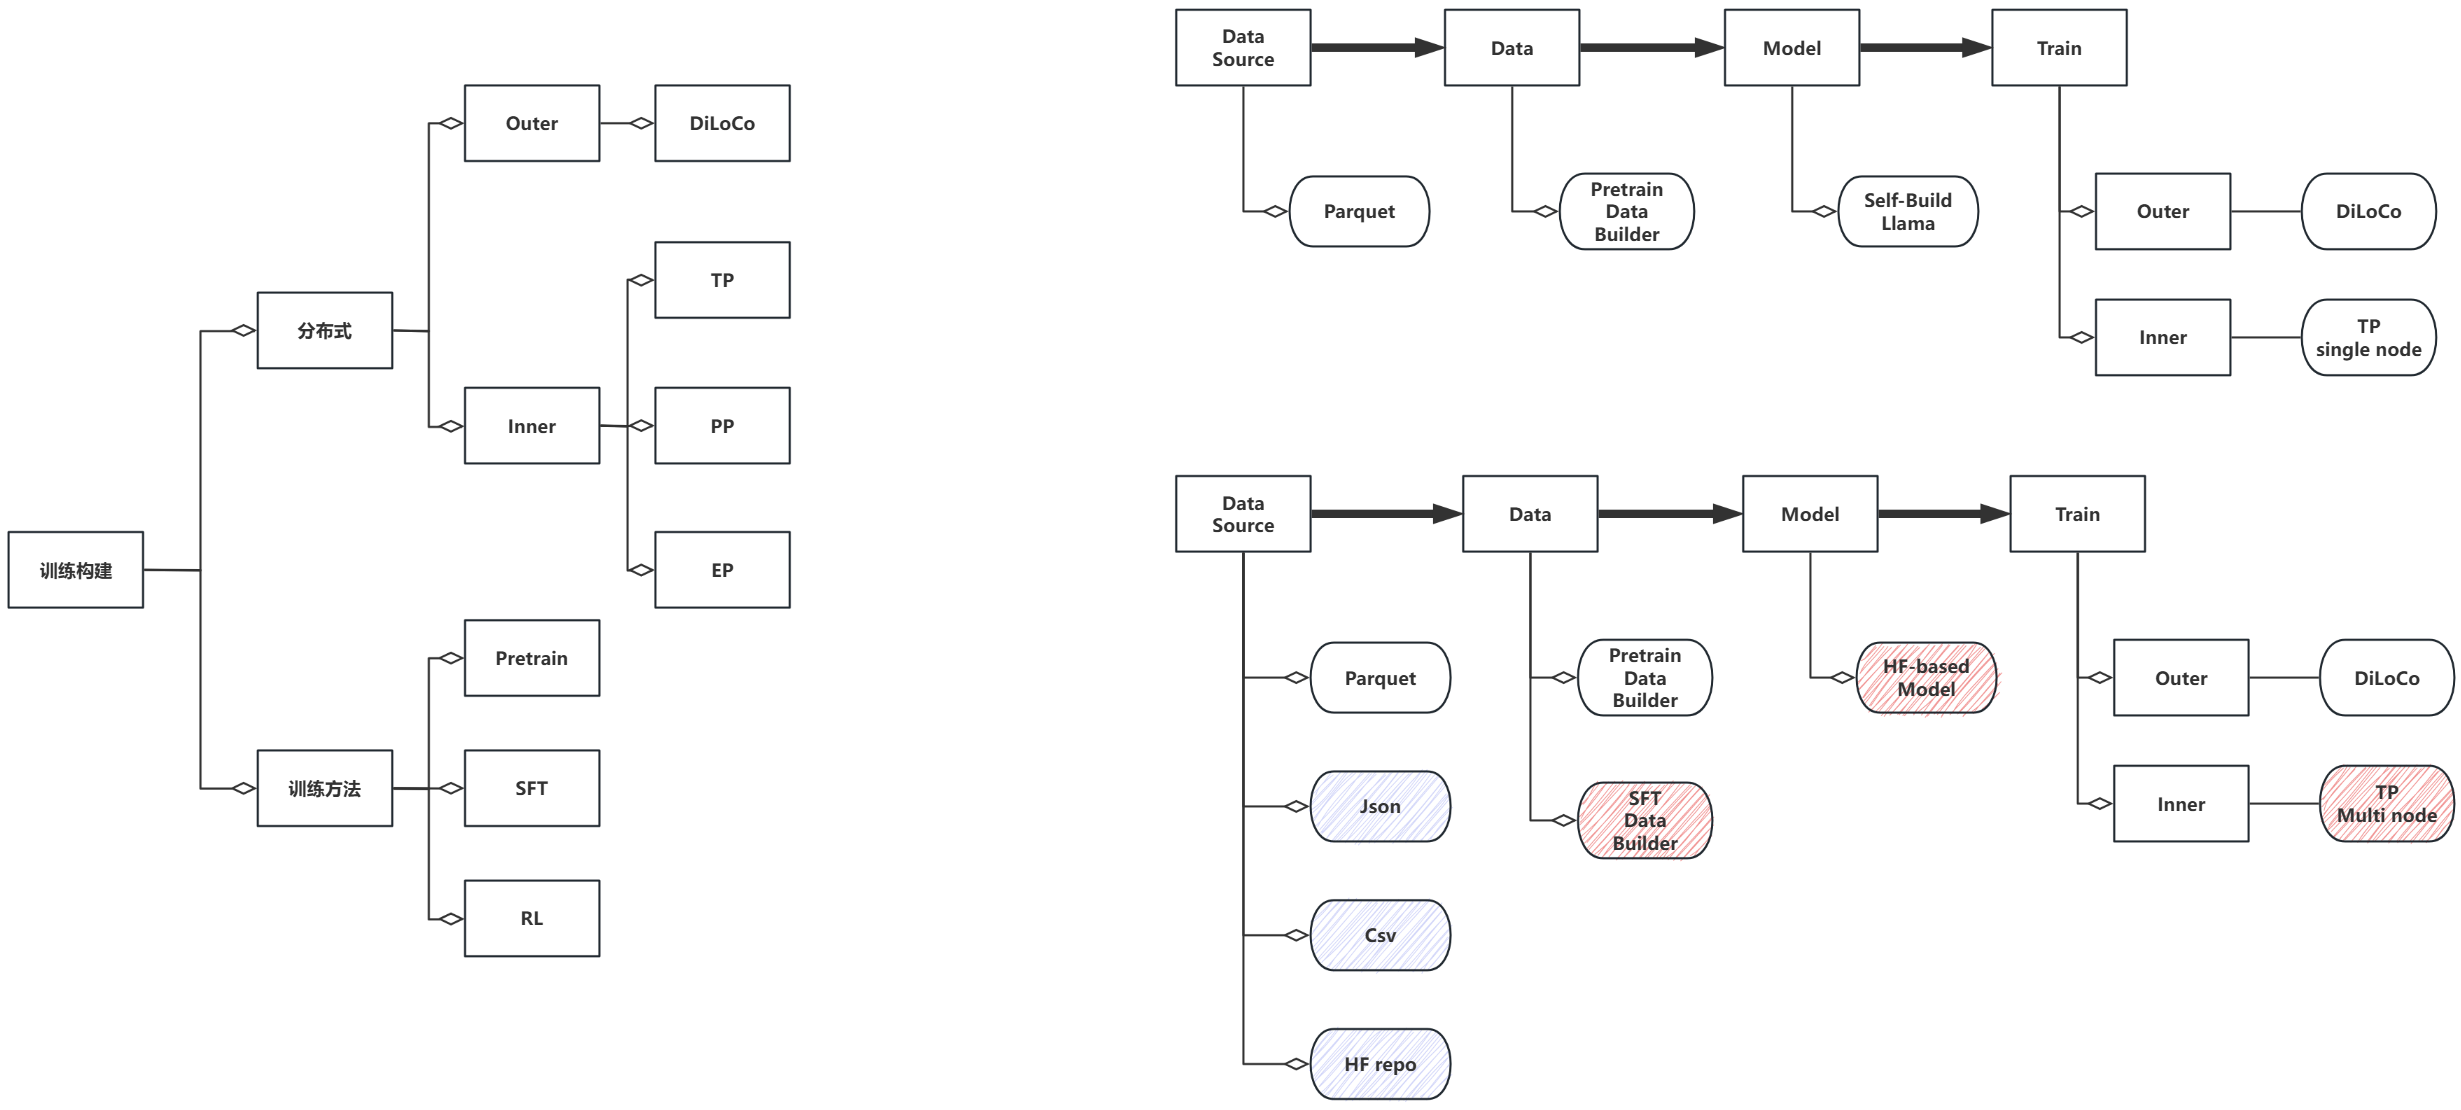 训练构建
分布式
Outer
DiLoCo
Inner
TP
PP
EP
训练方法
Pretrain
SFT
RL
Data
Source
Data
Model
Train
Parquet
Pretrain
Data
Builder
Self-Build
Llama
Outer
DiLoCo
Inner
TP
single node
Data
Source
Data
Model
Train
Parquet
Json
Csv
HF repo
Pretrain
Data
Builder
SFT
Data
Builder
HF-based
Model
Outer
DiLoCo
Inner
TP
Multi node